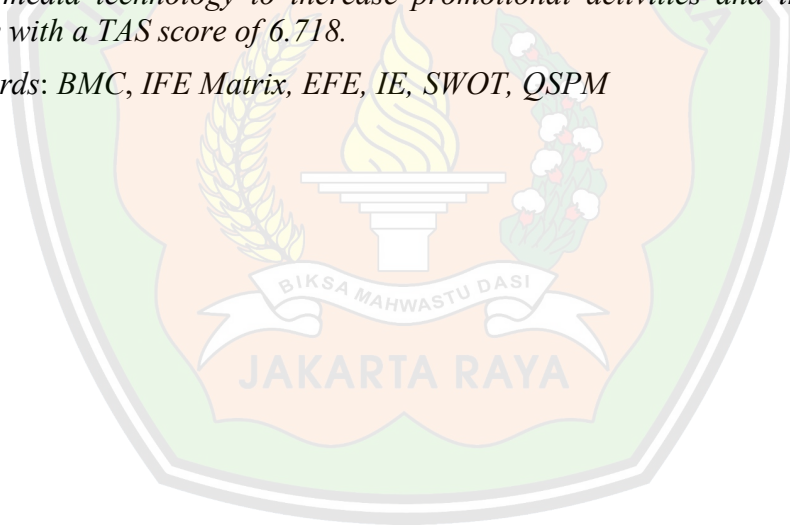 media technology to increase promotional activities and
with a TAS score of 6.718.
rds: BMC, IFE Matrix, EFE, IE, SWOT, QSPM
BIKSA MAHWASTU DASI
JAKARTA RAYA